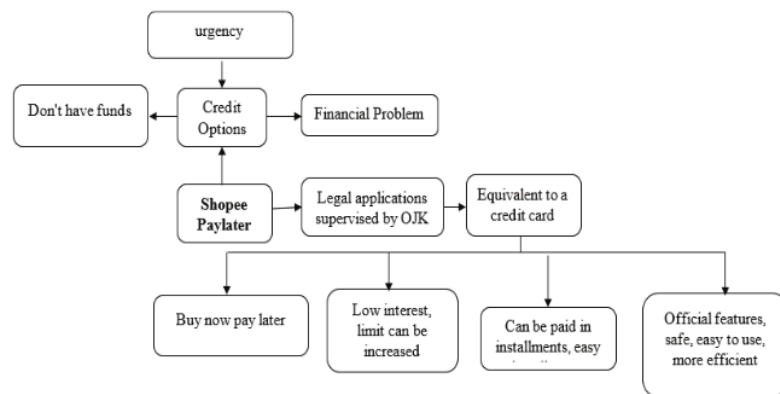 urgency
Don't have funds
Credit
Options
Financial Problem
Shopee
Paylater
Legal applications
supervised by OJK
Equivalent to a
credit card
Buy now pay later
Low interest,
limit can be
increased
Can be paid in
installments, easy
Official features,
safe, easy to use,
more efficient